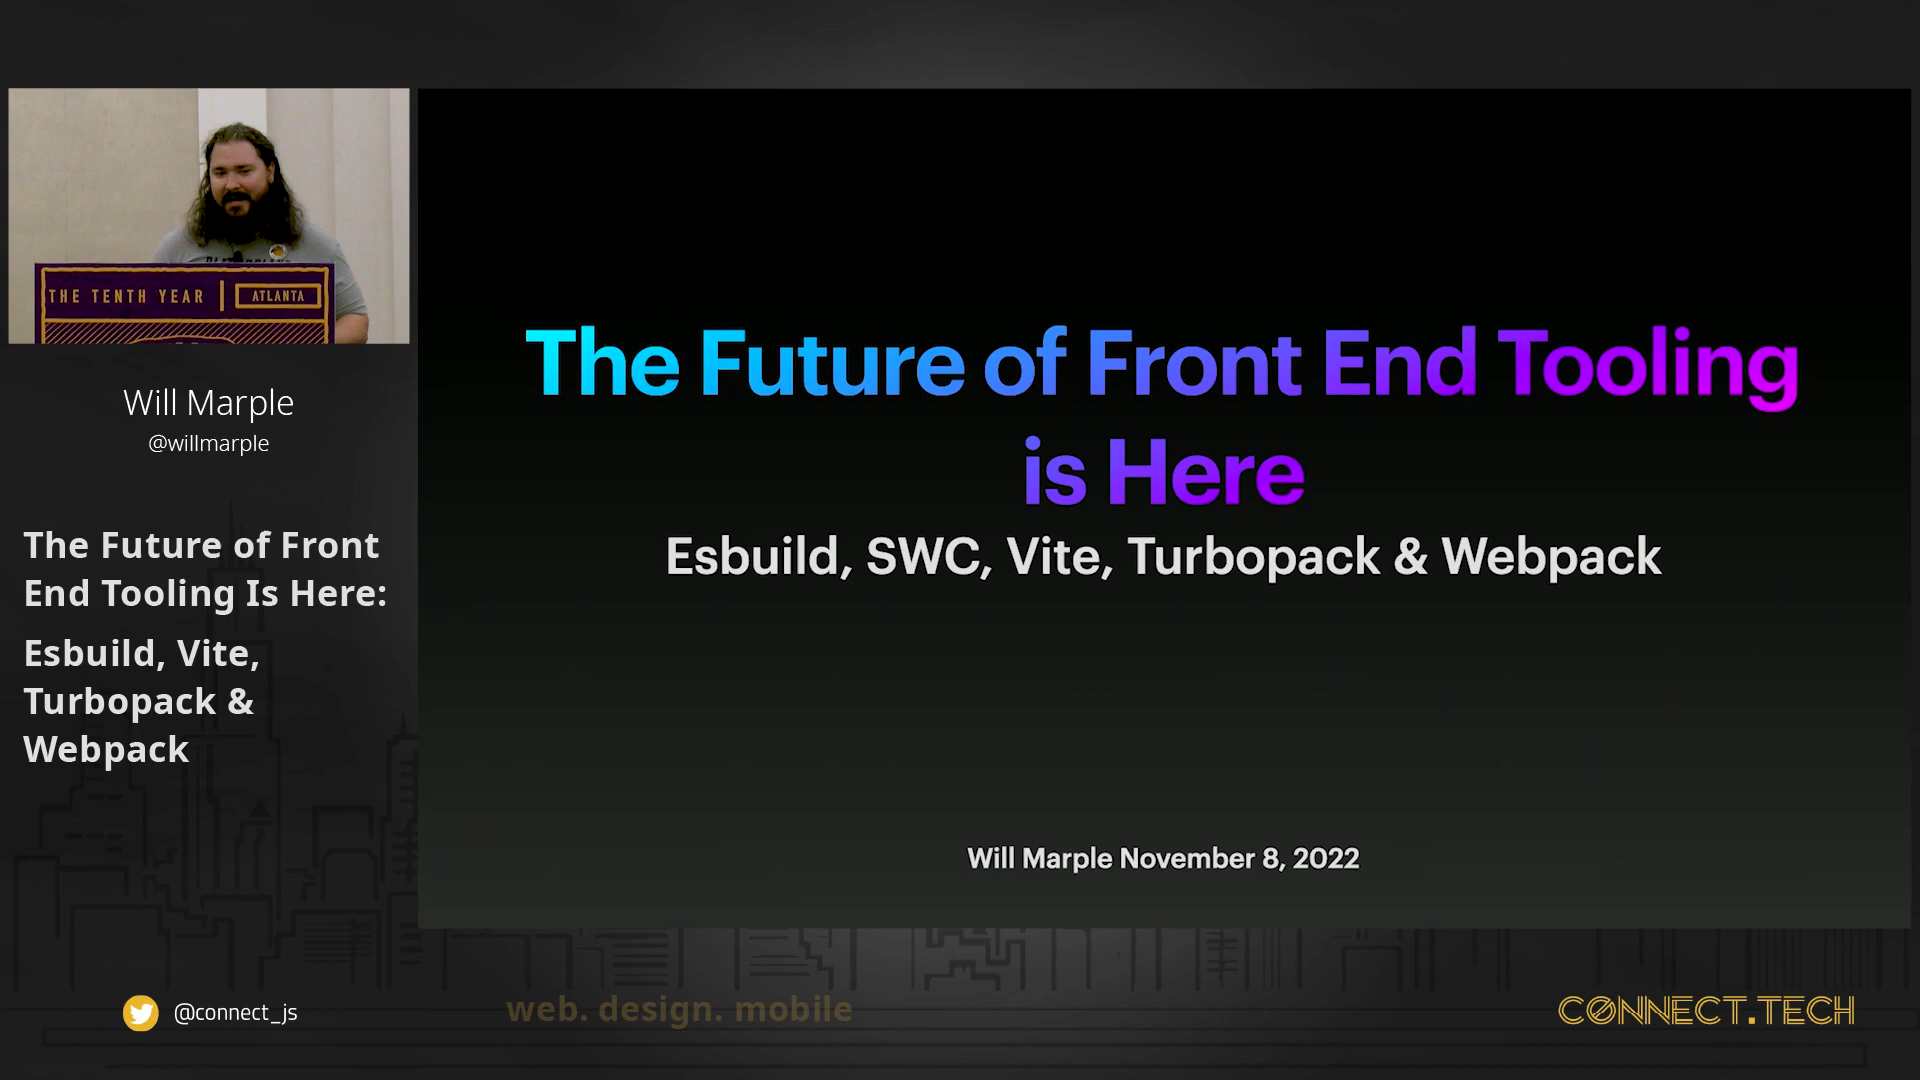 THE TENTH YEAR
ATLANTA
Will Marple
@willmarple
The Future of Front
End Tooling Is Here:
Esbuild, Vite,
Turbopack &
Webpack
The Future of Front End Tooling
is Here
Esbuild, SWC, Vite, Turbopack & Webpack
Will Marple November 8, 2022
@connect_js
web. design. mobile
CONNECT.TECH